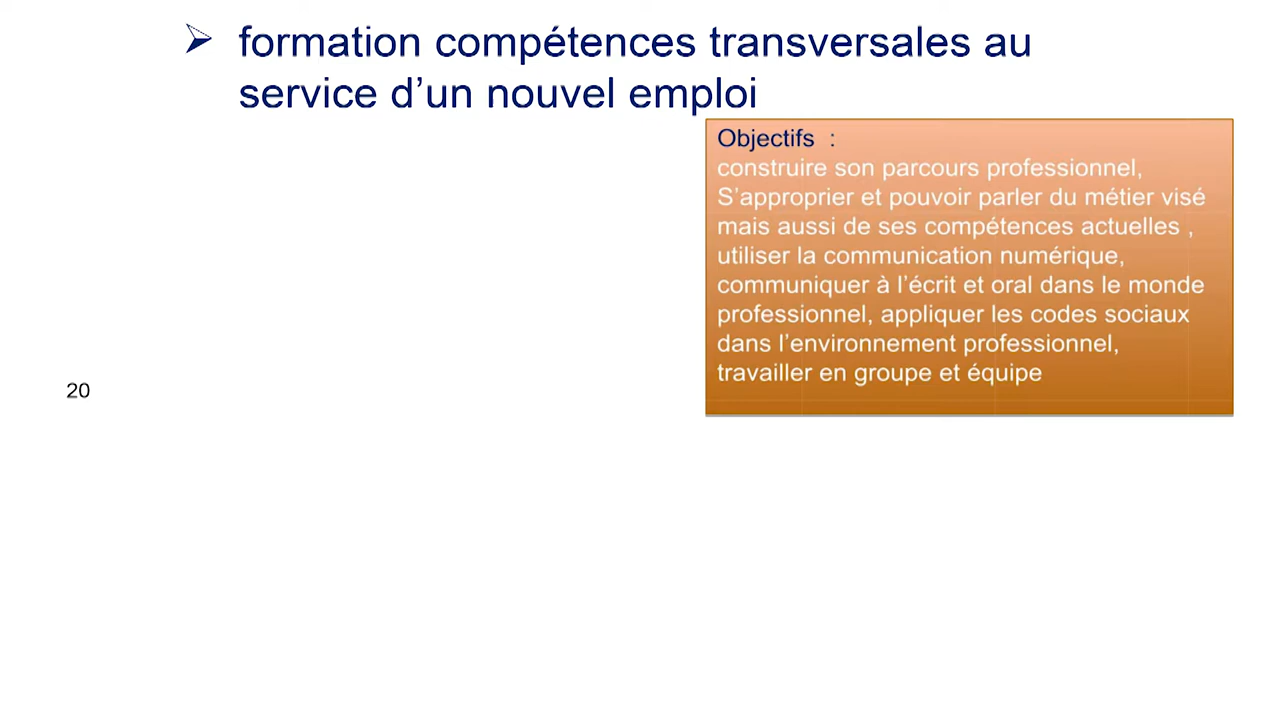 formation compétences transversales au
service d’un nouvel emploi
Objectifs :
construire son parcours professionnel,
S’approprier et pouvoir parler du métier visé
mais aussi de ses compétences actuelles ,
utiliser la communication numérique,
communiquer à l’écrit et oral dans le monde
professionnel, appliquer les codes sociaux
dans l’environnement professionnel,
travailler en groupe et équipe
20